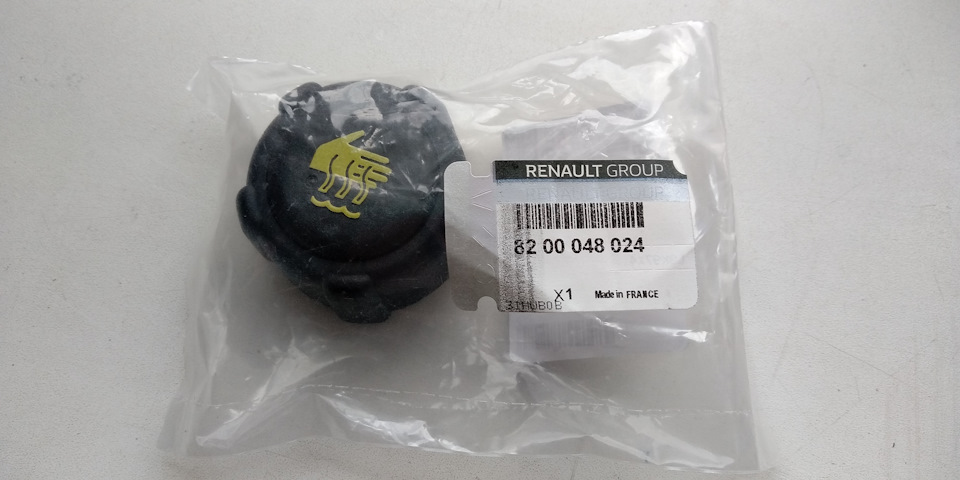 RENAULT GROUP
82 00 048 024
X1 Made in FRANCE